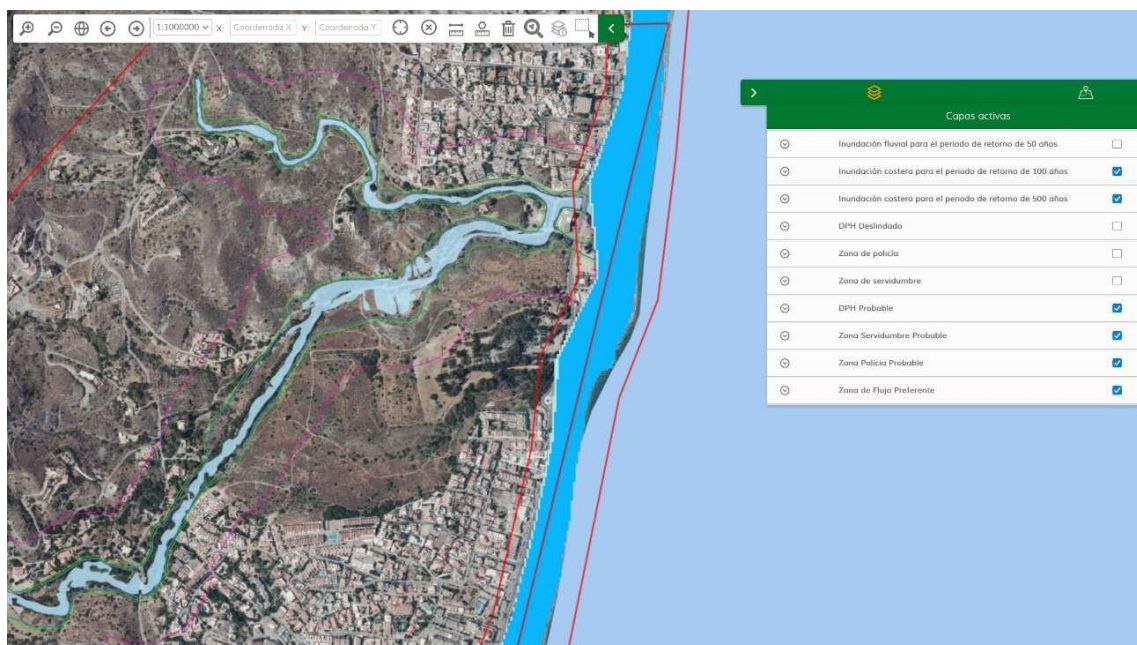 1:1000000 X: Coordenada X Y: Coordenada Y
Capas activas
Inundación fluvial para el periodo de retorno de 50 años
Inundación costera para el periodo de retorno de 100 años
Inundación costera para el periodo de retorno de 500 años
DPH Deslindado
Zona de policía
Zona de servidumbre
DPH Probable
Zona Servidumbre Probable
Zona Policia Probable
Zona de Flujo Preferente